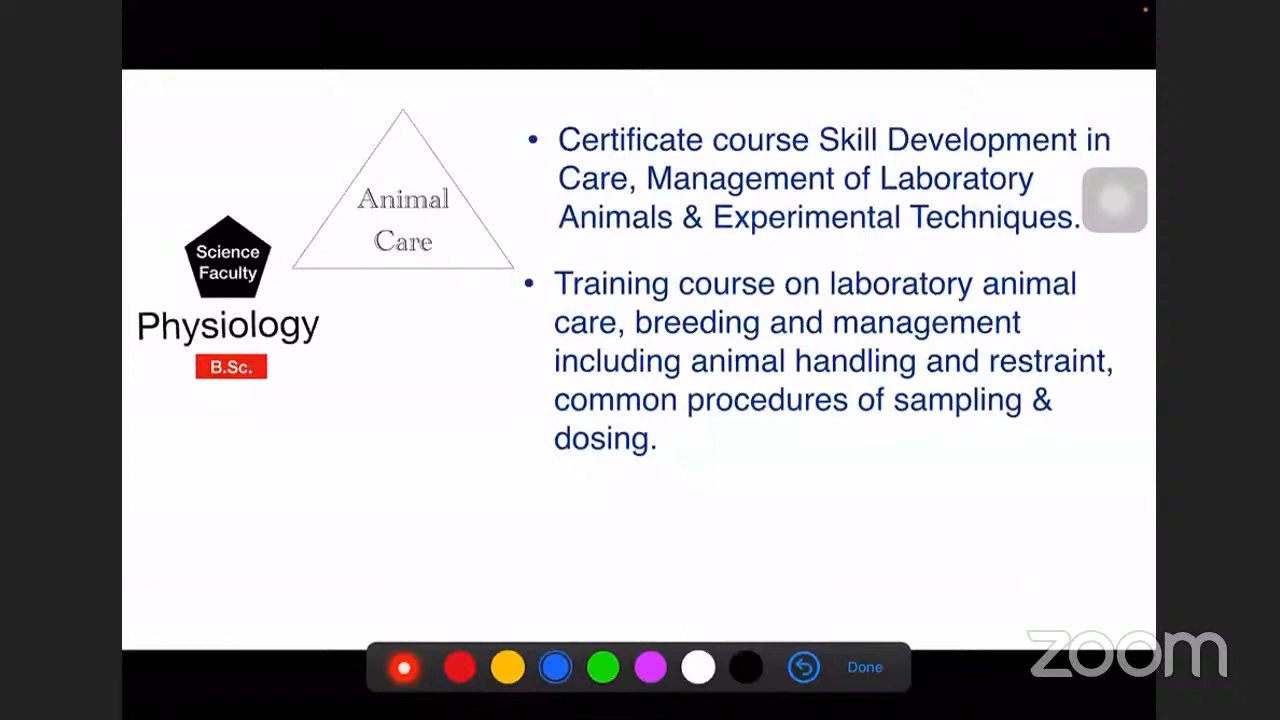 Animal
Care
Science
Faculty
Physiology
B.Sc.
• Certificate course Skill Development in
Care, Management of Laboratory
Animals & Experimental Techniques.
• Training course on laboratory animal
care, breeding and management
including animal handling and restraint,
common procedures of sampling &
dosing.
Done
zoom